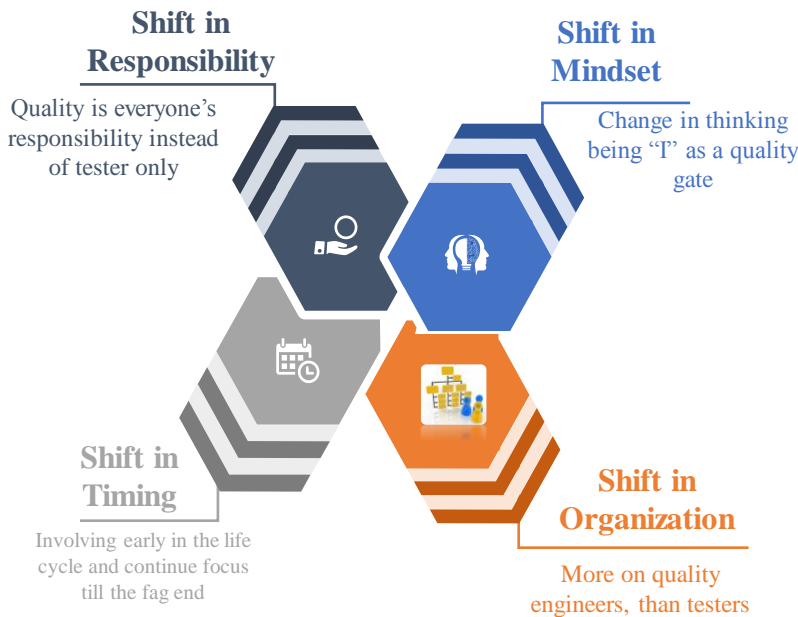 Shift in
Responsibility
Quality is everyone's
responsibility instead
of tester only
Shift in
Mindset
Change in thinking
being “I” as a quality
gate
Shift in
Timing
Involving early in the life
cycle and continue focus
till the fag end
Shift in
Organization
More on quality
engineers, than testers